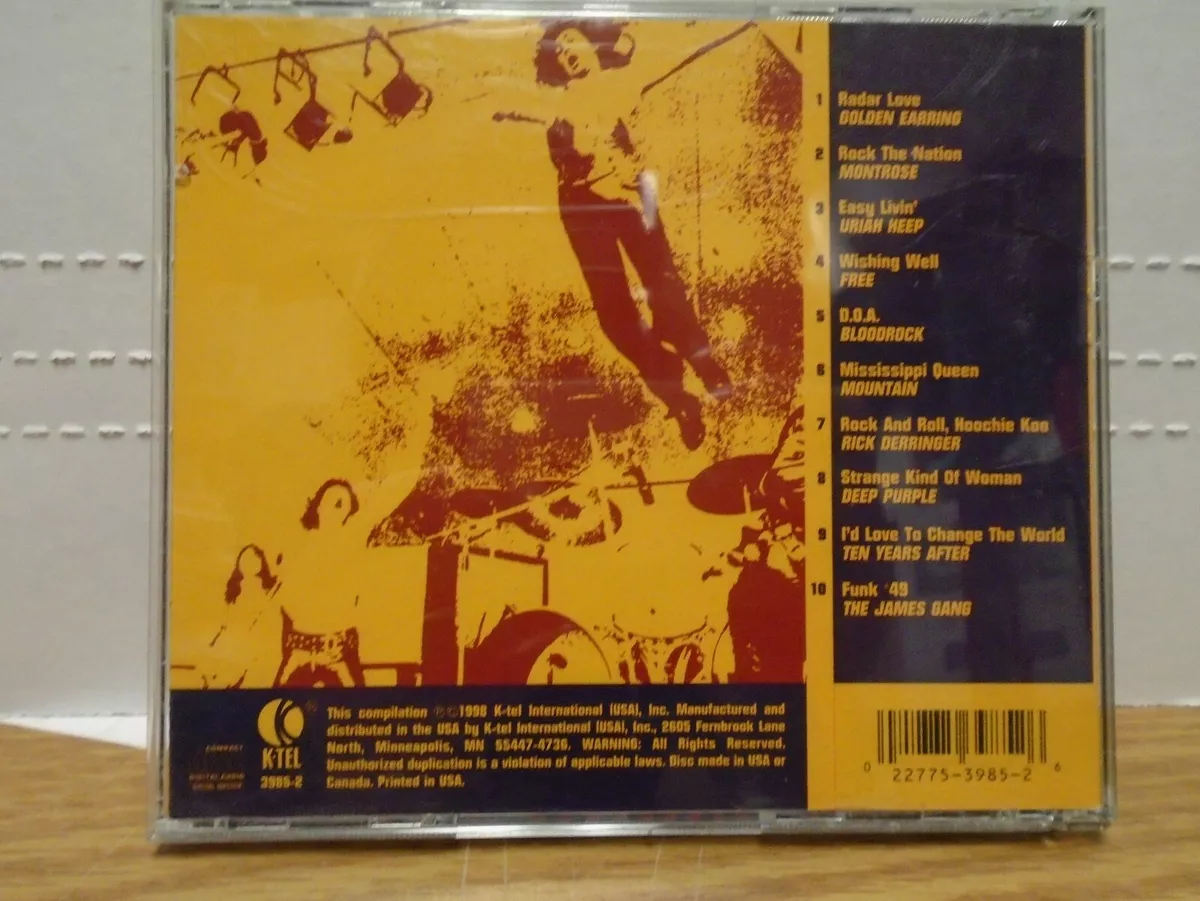 1 Radar Love
GOLDEN EARRING
2 Rock The Nation
MONTROSE
3 Easy Livin'
URIAH HEEP
4 Wishing Well
FREE
5 D.O.A.
BLOODROCK
6 Mississippi Queen
MOUNTAIN
7 Rock And Roll, Hoochie Koo
RICK DERRINGER
8 Strange Kind Of Woman
DEEP PURPLE
9 I'd Love To Change The World
TEN YEARS AFTER
10 Funk '49
THE JAMES GANG
COMPACT
DIGITAL AUDIO
K
K-TEL
®
3985-2
This compilation ℗©1998 K-tel International (USA), Inc. Manufactured and
distributed in the USA by K-tel International (USA), Inc., 2605 Fernbrook Lane
North, Minneapolis, MN 55447-4736. WARNING: All Rights Reserved.
Unauthorized duplication is a violation of applicable laws. Disc made in USA or
Canada. Printed in USA.
0 22775-3985-2 6